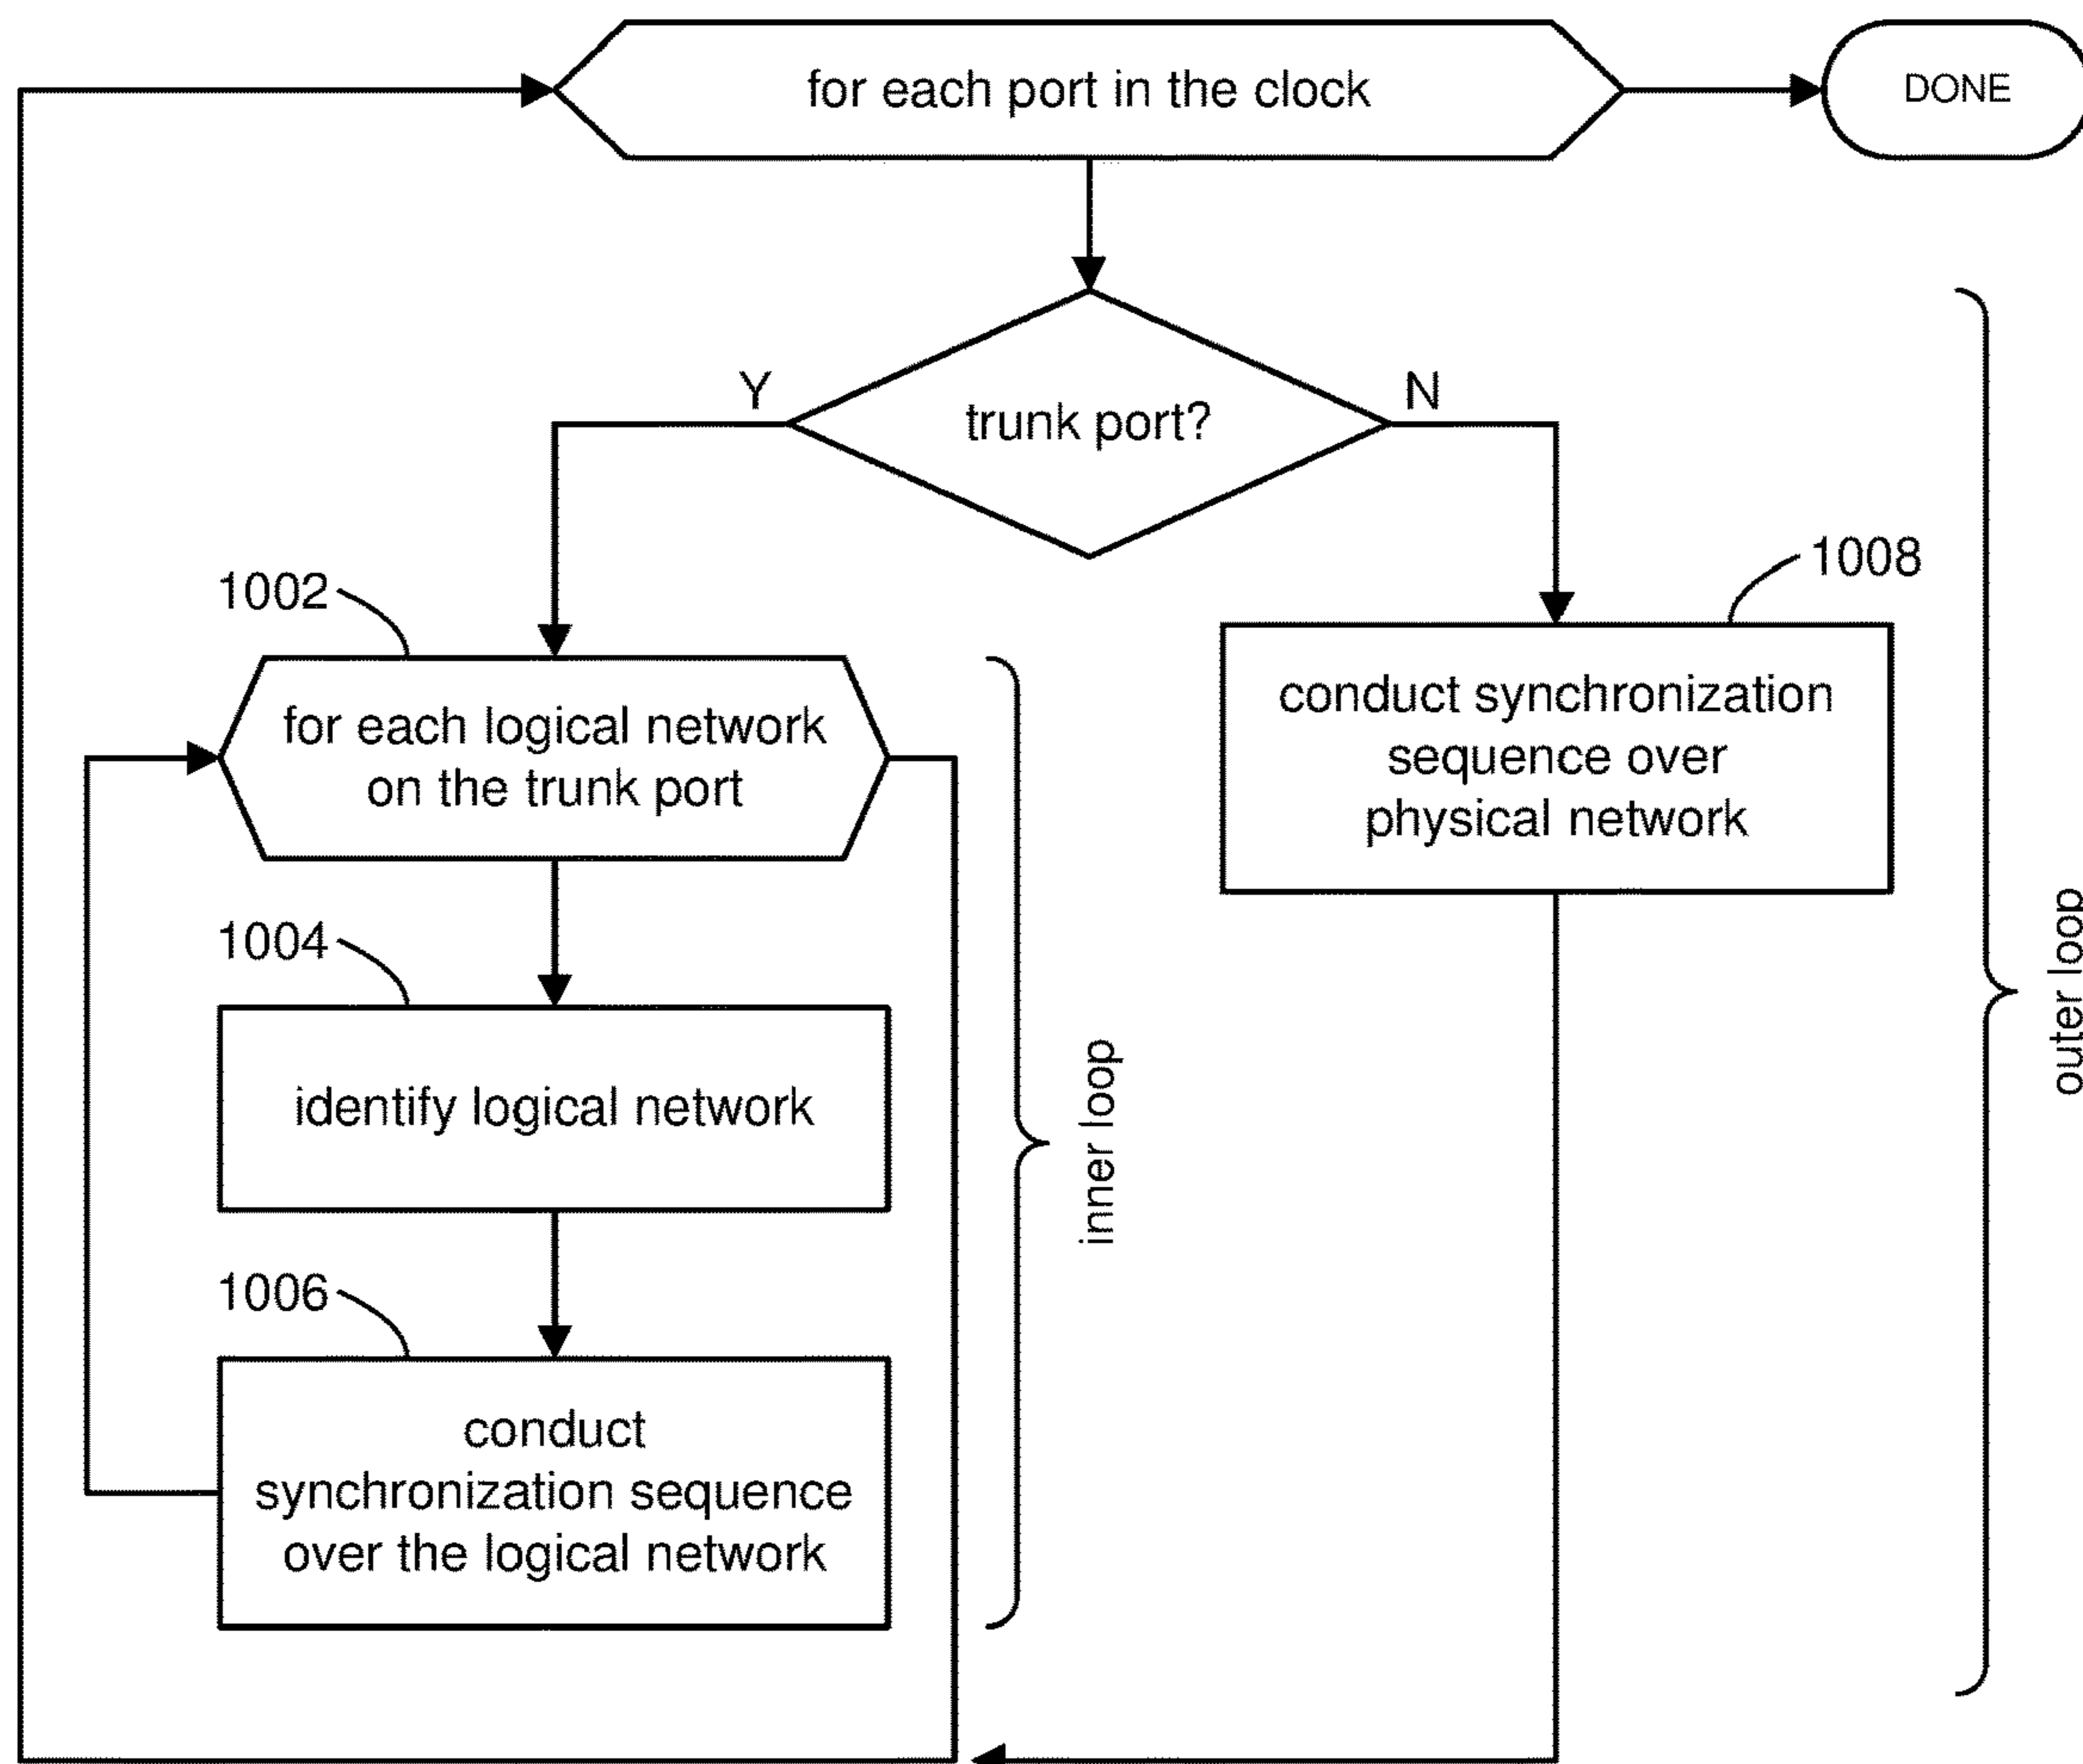 for each port in the clock
DONE
Y
trunk port?
N
1002
1008
for each logical network
on the trunk port
conduct synchronization
sequence over
physical network
1004
identify logical network
inner loop
outer loop
1006
conduct
synchronization sequence
over the logical network